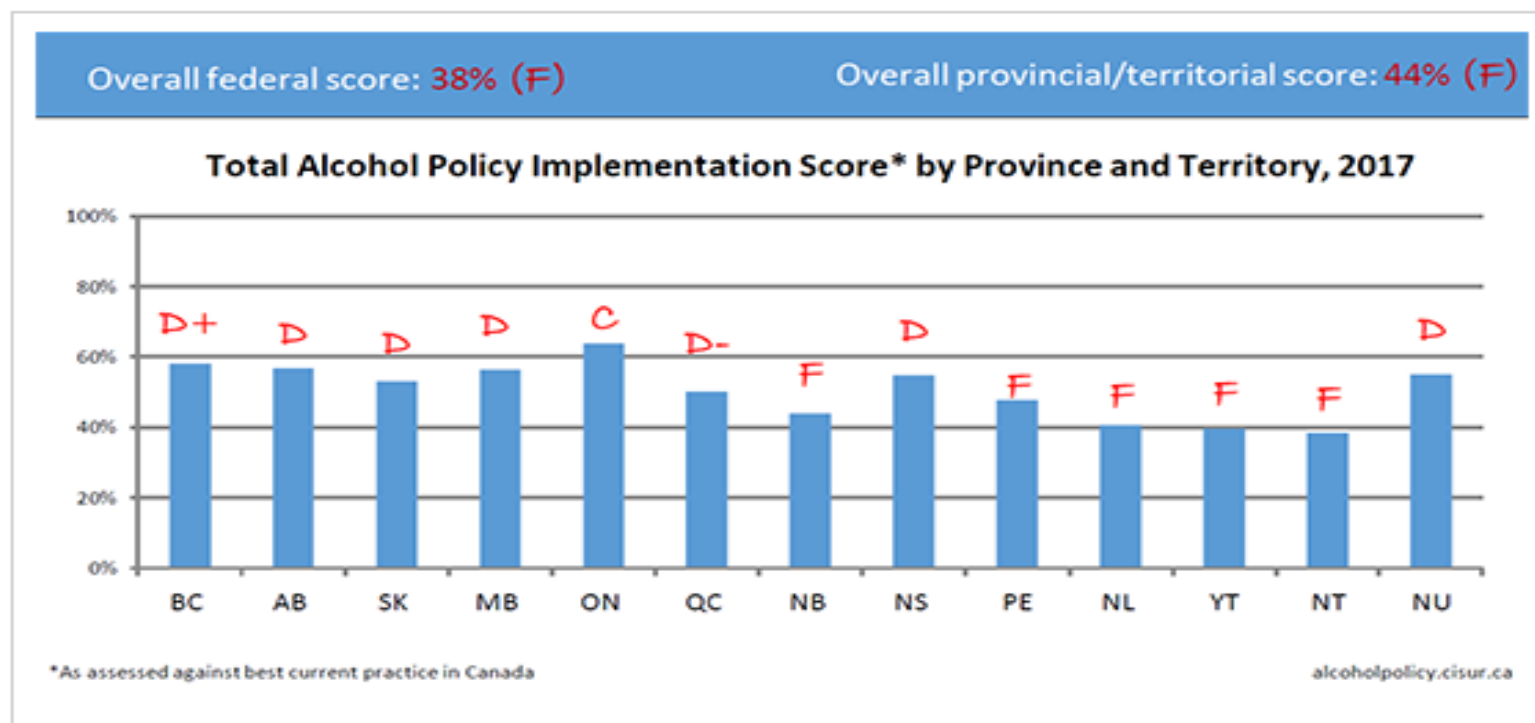 Overall federal score: 38% (F)
Overall provincial/territorial score: 44% (F)
Total Alcohol Policy Implementation Score* by Province and Territory, 2017
100%
80%
60%
40%
20%
0%
D+ D D D C D- F D F F F F D
BC AB SK MB ON QC NB NS PE NL YT NT NU
*As assessed against best current practice in Canada
alcoholpolicy.cisur.ca